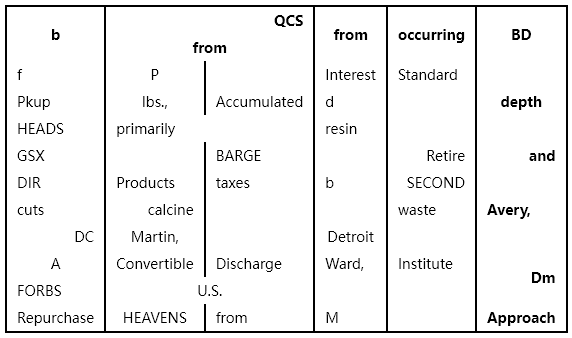 b QCS from from occurring BD
f P Interest Standard
Pkup lbs., Accumulated d depth
HEADS primarily resin
GSX BARGE Retire and
DIR Products taxes b SECOND
cuts calcine waste Avery,
DC Martin, Detroit
A Convertible Discharge Ward, Institute
Dm
FORBS U.S.
Repurchase HEAVENS from M Approach